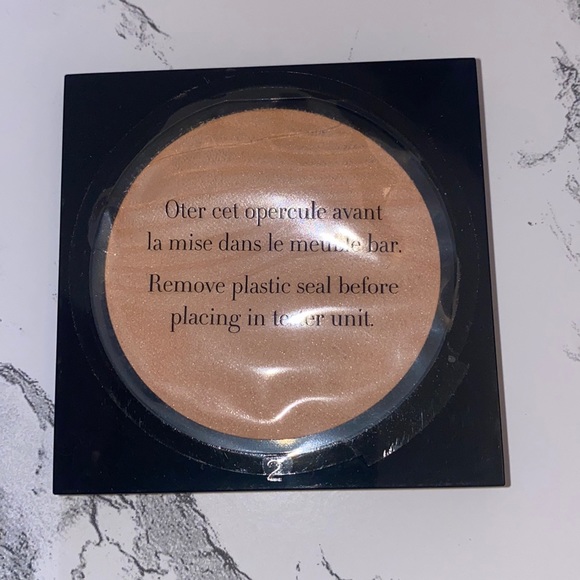 Oter cet opercule avant
la mise dans le meuble bar.
Remove plastic seal before
placing in tester unit.
2